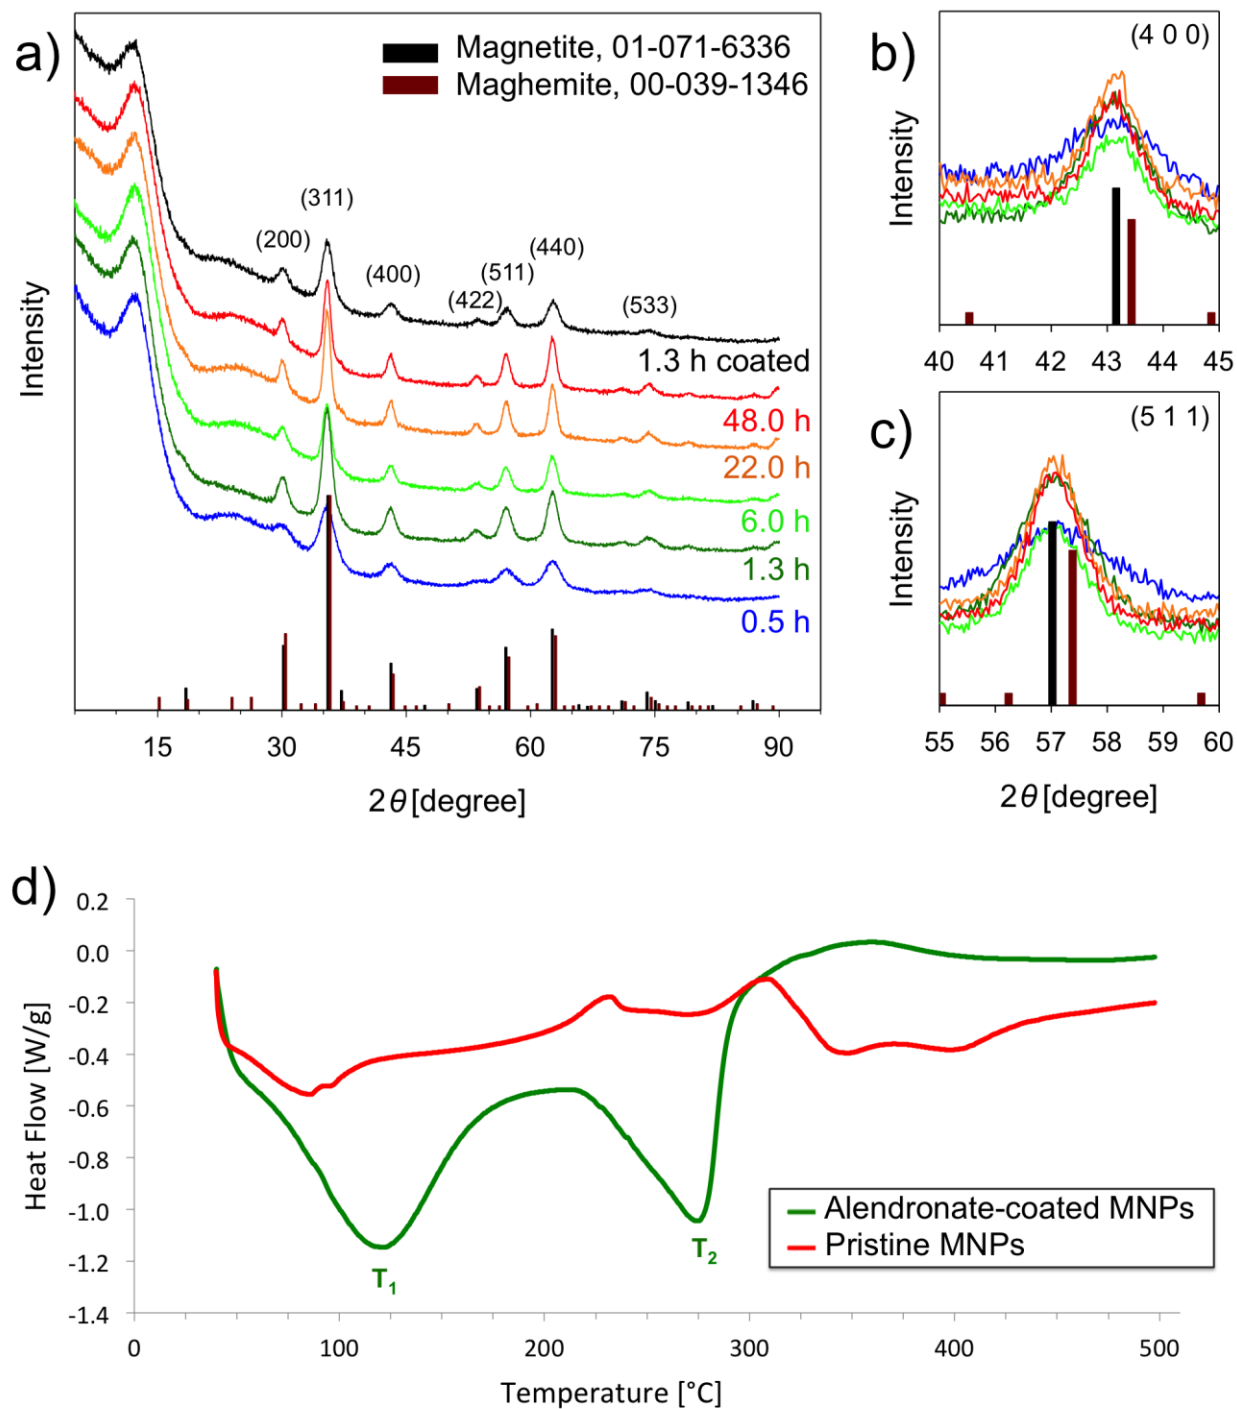 a)
Magnetite, 01-071-6336
Maghemite, 00-039-1346
(311)
(200)
(440)
(511)
(400)
(422)
(533)
1.3 h coated
48.0 h
22.0 h
6.0 h
1.3 h
0.5 h
Intensity
15 30 45 60 75 90
2θ [degree]
b)
(4 0 0)
Intensity
40 41 42 43 44 45
c)
(5 1 1)
Intensity
55 56 57 58 59 60
2θ [degree]
d)
0.2
0.0
-0.2
-0.4
-0.6
-0.8
-1.0
-1.2
-1.4
Heat Flow [W/g]
Alendronate-coated MNPs
Pristine MNPs
T2
T1
0 100 200 300 400 500
Temperature [°C]